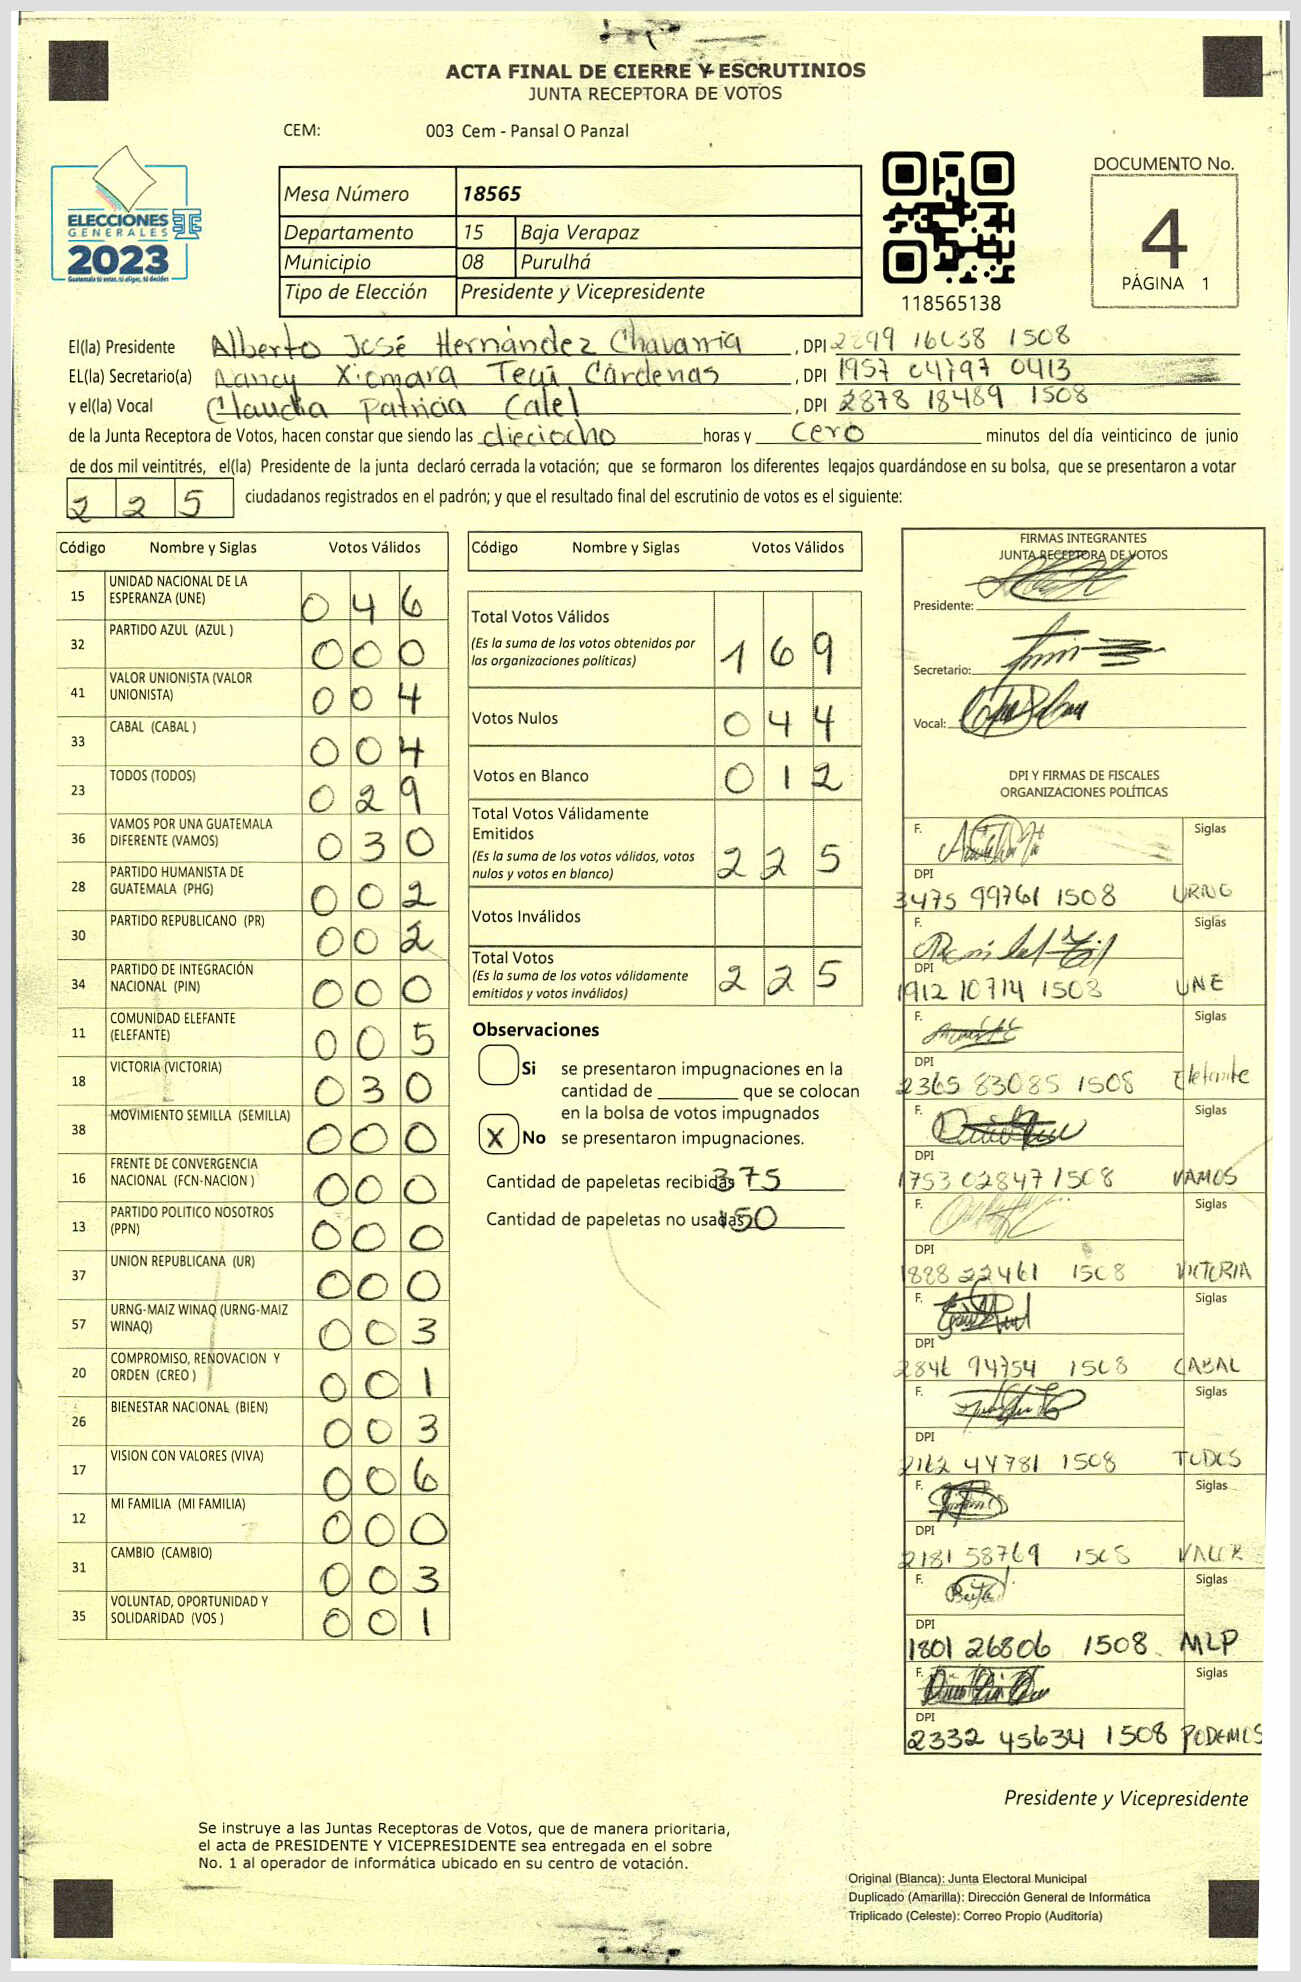 ACTA FINAL DE CIERRE Y ESCRUTINIOS
JUNTA RECEPTORA DE VOTOS
CEM: 003 Cem - Pansal O Panzal
ELECCIONES
GENERALES
2023
Guatemala tú votas, tú eliges, tú decides
Mesa Número 18565
Departamento 15 Baja Verapaz
Municipio 08 Purulhá
Tipo de Elección Presidente y Vicepresidente
118565138
DOCUMENTO No.
4
PÁGINA 1
El(la) Presidente Alberto José Hernández Chavarria , DPI 2899 16038 1508
EL(la) Secretario(a) Nancy Xiomara Teqú Cárdenas , DPI 1957 04797 0413
y el(la) Vocal Claudia Patricia Calel , DPI 2878 18489 1508
de la Junta Receptora de Votos, hacen constar que siendo las dieciocho horas y cero minutos del día veinticinco de junio
de dos mil veintitrés, el(la) Presidente de la junta declaró cerrada la votación; que se formaron los diferentes legajos guardándose en su bolsa, que se presentaron a votar
2 2 5 ciudadanos registrados en el padrón; y que el resultado final del escrutinio de votos es el siguiente:
Código Nombre y Siglas Votos Válidos
15 UNIDAD NACIONAL DE LA ESPERANZA (UNE) 0 4 6
32 PARTIDO AZUL (AZUL ) 0 0 0
41 VALOR UNIONISTA (VALOR UNIONISTA) 0 0 4
33 CABAL (CABAL ) 0 0 4
23 TODOS (TODOS) 0 2 9
36 VAMOS POR UNA GUATEMALA DIFERENTE (VAMOS) 0 3 0
28 PARTIDO HUMANISTA DE GUATEMALA (PHG) 0 0 2
30 PARTIDO REPUBLICANO (PR) 0 0 2
34 PARTIDO DE INTEGRACIÓN NACIONAL (PIN) 0 0 0
11 COMUNIDAD ELEFANTE (ELEFANTE) 0 0 5
18 VICTORIA (VICTORIA) 0 3 0
38 MOVIMIENTO SEMILLA (SEMILLA) 0 0 0
16 FRENTE DE CONVERGENCIA NACIONAL (FCN-NACION ) 0 0 0
13 PARTIDO POLITICO NOSOTROS (PPN) 0 0 0
37 UNION REPUBLICANA (UR) 0 0 0
57 URNG-MAIZ WINAQ (URNG-MAIZ WINAQ) 0 0 3
20 COMPROMISO, RENOVACION Y ORDEN (CREO ) 0 0 1
26 BIENESTAR NACIONAL (BIEN) 0 0 3
17 VISION CON VALORES (VIVA) 0 0 6
12 MI FAMILIA (MI FAMILIA) 0 0 0
31 CAMBIO (CAMBIO) 0 0 3
35 VOLUNTAD, OPORTUNIDAD Y SOLIDARIDAD (VOS ) 0 0 1
Código Nombre y Siglas Votos Válidos
Total Votos Válidos
(Es la suma de los votos obtenidos por
las organizaciones políticas) 1 6 9
Votos Nulos 0 4 4
Votos en Blanco 0 1 2
Total Votos Válidamente
Emitidos
(Es la suma de los votos válidos, votos
nulos y votos en blanco) 2 2 5
Votos Inválidos
Total Votos
(Es la suma de los votos válidamente
emitidos y votos inválidos) 2 2 5
Observaciones
Si se presentaron impugnaciones en la
cantidad de ________ que se colocan
en la bolsa de votos impugnados
X No se presentaron impugnaciones.
Cantidad de papeletas recibidas 375
Cantidad de papeletas no usadas 150
FIRMAS INTEGRANTES
JUNTA RECEPTORA DE VOTOS
Presidente:
Secretario:
Vocal:
DPI Y FIRMAS DE FISCALES
ORGANIZACIONES POLÍTICAS
F. Siglas
DPI
3475 99761 1508 URNG
F. Siglas
DPI
1912 10714 1508 UNE
F. Siglas
DPI
2365 83085 1508 Elefante
F. Siglas
DPI
1753 02847 1508 VAMOS
F. Siglas
DPI
1888 22461 1508 VICTORIA
F. Siglas
DPI
2846 94754 1508 CABAL
F. Siglas
DPI
2162 44781 1508 TODOS
F. Siglas
DPI
2181 58769 1508 VALOR
F. Siglas
DPI
1801 26806 1508 MLP
F. Siglas
DPI
2332 45634 1508 PODEMOS
Presidente y Vicepresidente
Se instruye a las Juntas Receptoras de Votos, que de manera prioritaria,
el acta de PRESIDENTE Y VICEPRESIDENTE sea entregada en el sobre
No. 1 al operador de informática ubicado en su centro de votación.
Original (Blanca): Junta Electoral Municipal
Duplicado (Amarilla): Dirección General de Informática
Triplicado (Celeste): Correo Propio (Auditoría)